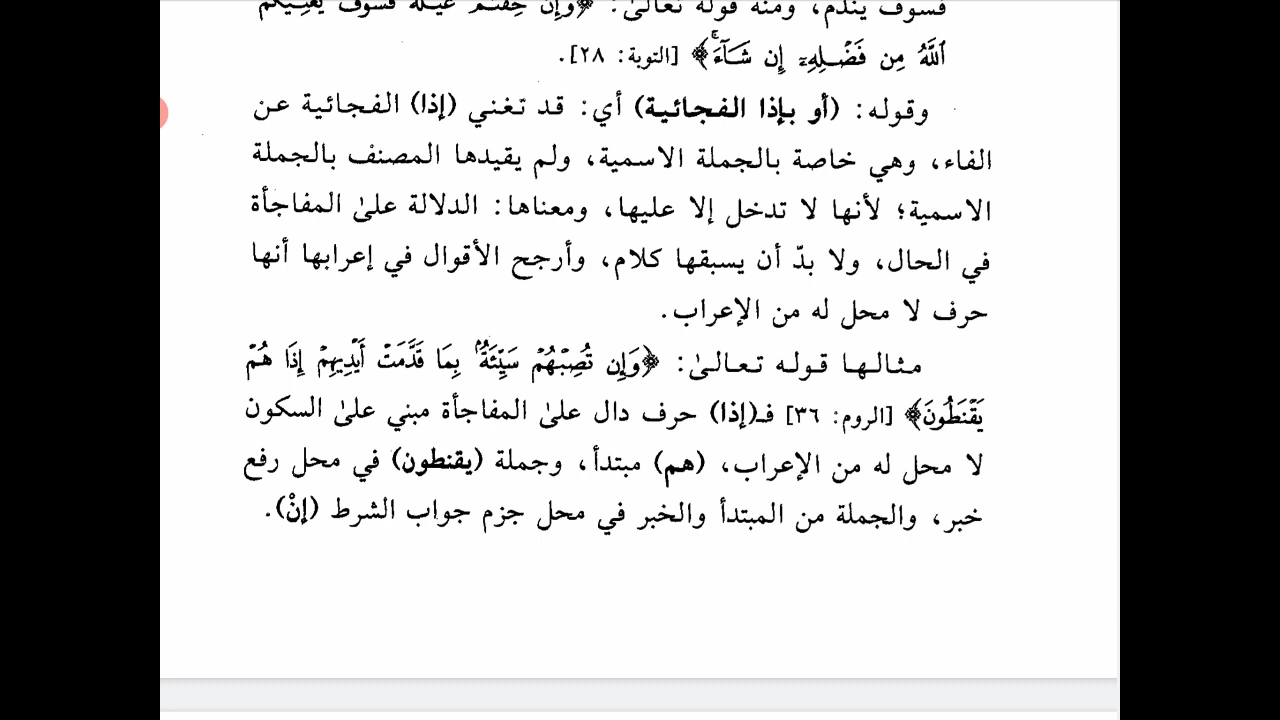 فسوف يندم، ومنه قوله تعالىٰ: ﴿وَإِنْ خِفْتُمْ عَيْلَةً فَسَوْفَ يُغْنِيكُمُ
ٱللَّهُ مِن فَضْلِهِۦٓ إِن شَآءَۚ﴾ [التوبة: ٢٨].
وقوله: (أو بإذا الفجائية) أي: قد تغني (إذا) الفجائية عن
الفاء، وهي خاصة بالجملة الاسمية، ولم يقيدها المصنف بالجملة
الاسمية؛ لأنها لا تدخل إلا عليها، ومعناها: الدلالة علىٰ المفاجأة
في الحال، ولا بدّ أن يسبقها كلام، وأرجح الأقوال في إعرابها أنها
حرف لا محل له من الإعراب.
مثالها قوله تعالىٰ: ﴿وَإِن تُصِبْهُمْ سَيِّئَةُۢ بِمَا قَدَّمَتْ أَيْدِيهِمْ إِذَا هُمْ
يَقْنَطُونَ﴾ [الروم: ٣٦] فـ(إذا) حرف دال علىٰ المفاجأة مبني علىٰ السكون
لا محل له من الإعراب، (هم) مبتدأ، وجملة (يقنطون) في محل رفع
خبر، والجملة من المبتدأ والخبر في محل جزم جواب الشرط (إنْ).